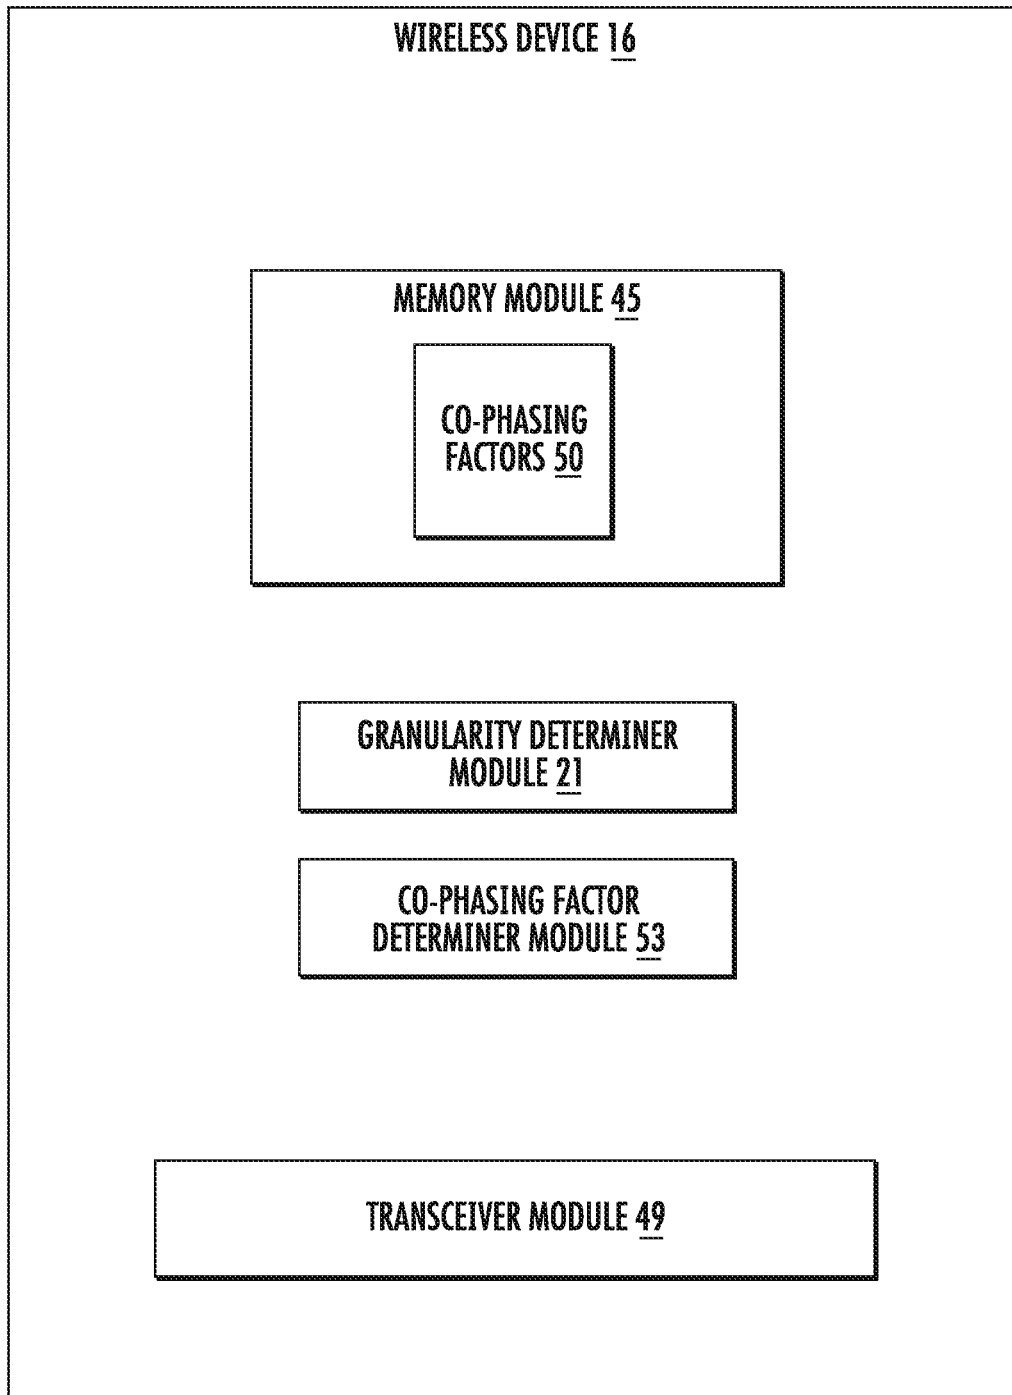 WIRELESS DEVICE 16
MEMORY MODULE 45
CO-PHASING
FACTORS 50
GRANULARITY DETERMINER
MODULE 21
CO-PHASING FACTOR
DETERMINER MODULE 53
TRANSCEIVER MODULE 49